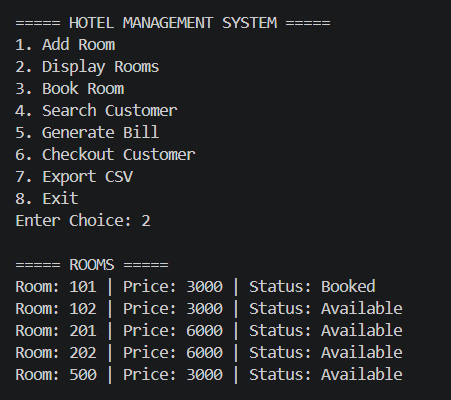 ===== HOTEL MANAGEMENT SYSTEM =====
1. Add Room
2. Display Rooms
3. Book Room
4. Search Customer
5. Generate Bill
6. Checkout Customer
7. Export CSV
8. Exit
Enter Choice: 2
===== ROOMS =====
Room: 101 | Price: 3000 | Status: Booked
Room: 102 | Price: 3000 | Status: Available
Room: 201 | Price: 6000 | Status: Available
Room: 202 | Price: 6000 | Status: Available
Room: 500 | Price: 3000 | Status: Available